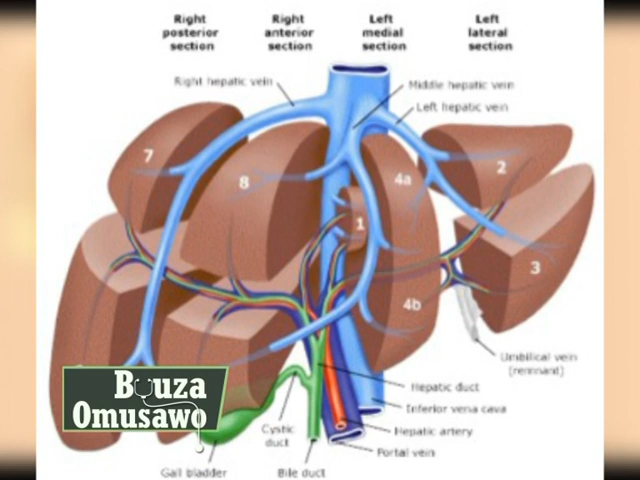 Right
posterior
section
Right
anterior
section
Left
medial
section
Left
lateral
section
Right hepatic vein
Middle hepatic vein
Left hepatic vein
7
8
4a
2
1
3
4b
Umbilical vein
(remnant)
Hepatic duct
Inferior vena cava
Hepatic artery
Portal vein
Cystic
duct
Gall bladder
Bile duct
Buuza
Omusawo